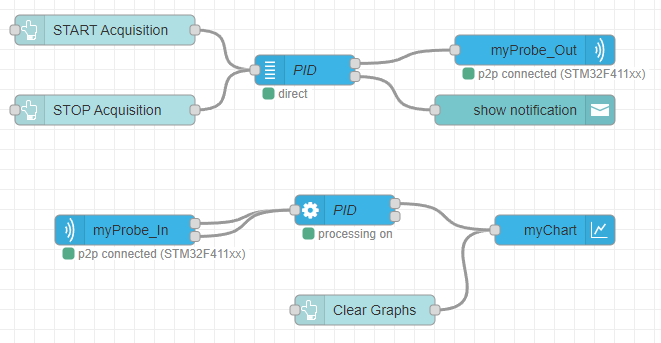 START Acquisition
myProbe_Out
PID
p2p connected (STM32F411xx)
direct
STOP Acquisition
show notification
PID
myProbe_In
myChart
processing on
p2p connected (STM32F411xx)
Clear Graphs